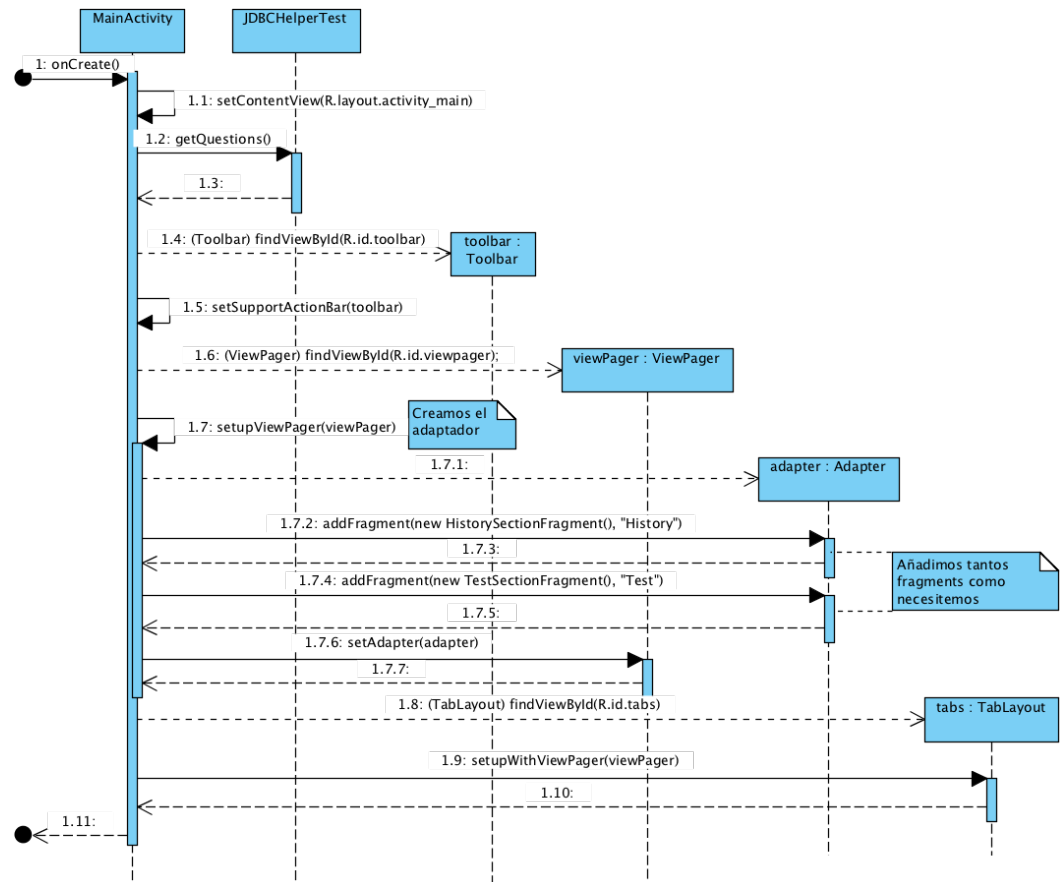 MainActivity
JDBCHelperTest
1: onCreate()
1.1: setContentView(R.layout.activity_main)
1.2: getQuestions()
1.3:
1.4: (Toolbar) findViewById(R.id.toolbar)
toolbar :
Toolbar
1.5: setSupportActionBar(toolbar)
1.6: (ViewPager) findViewById(R.id.viewpager);
viewPager : ViewPager
Creamos el
adaptador
1.7: setupViewPager(viewPager)
1.7.1:
adapter : Adapter
1.7.2: addFragment(new HistorySectionFragment(), "History")
1.7.3:
Añadimos tantos
fragments como
necesitemos
1.7.4: addFragment(new TestSectionFragment(), "Test")
1.7.5:
1.7.6: setAdapter(adapter)
1.7.7:
1.8: (TabLayout) findViewById(R.id.tabs)
tabs : TabLayout
1.9: setupWithViewPager(viewPager)
1.10:
1.11: